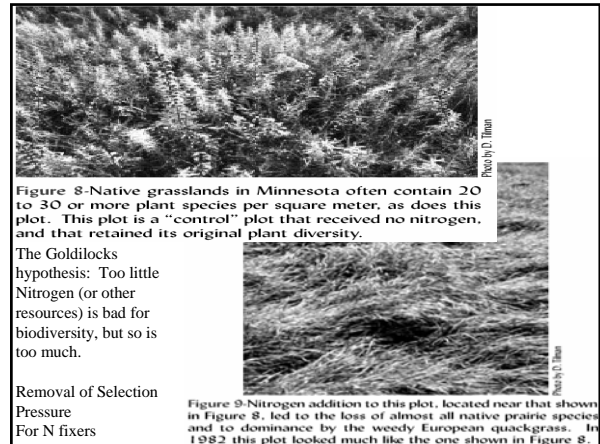 Photo by D. Tilman
Figure 8-Native grasslands in Minnesota often contain 20
to 30 or more plant species per square meter, as does this
plot. This plot is a "control" plot that received no nitrogen,
and that retained its original plant diversity.
The Goldilocks
hypothesis: Too little
Nitrogen (or other
resources) is bad for
biodiversity, but so is
too much.
Removal of Selection
Pressure
For N fixers
Photo by D. Tilman
Figure 9-Nitrogen addition to this plot, located near that shown
in Figure 8, led to the loss of almost all native prairie species
and to dominance by the weedy European quackgrass. In
1982 this plot looked much like the one shown in Figure 8.